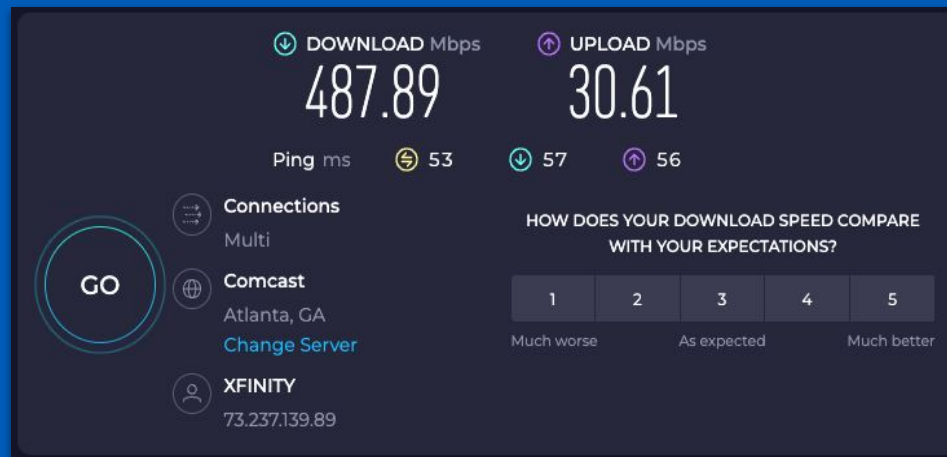 DOWNLOAD Mbps
487.89
UPLOAD Mbps
30.61
Ping ms 53 57 56
GO
Connections
Multi
Comcast
Atlanta, GA
Change Server
XFINITY
73.237.139.89
HOW DOES YOUR DOWNLOAD SPEED COMPARE
WITH YOUR EXPECTATIONS?
1 2 3 4 5
Much worse As expected Much better